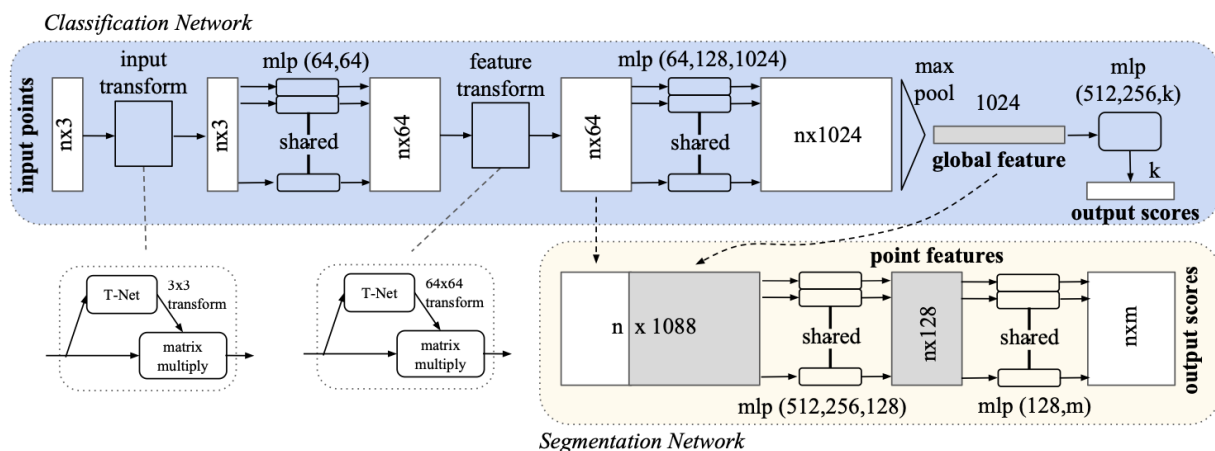 Classification Network
input points
nx3
input
transform
nx3
mlp (64,64)
shared
nx64
feature
transform
nx64
mlp (64,128,1024)
shared
nx1024
max
pool
1024
global feature
mlp
(512,256,k)
k
output scores
T-Net
3x3
transform
matrix
multiply
T-Net
64x64
transform
matrix
multiply
point features
n x 1088
shared
mlp (512,256,128)
nx128
shared
mlp (128,m)
nxm
output scores
Segmentation Network